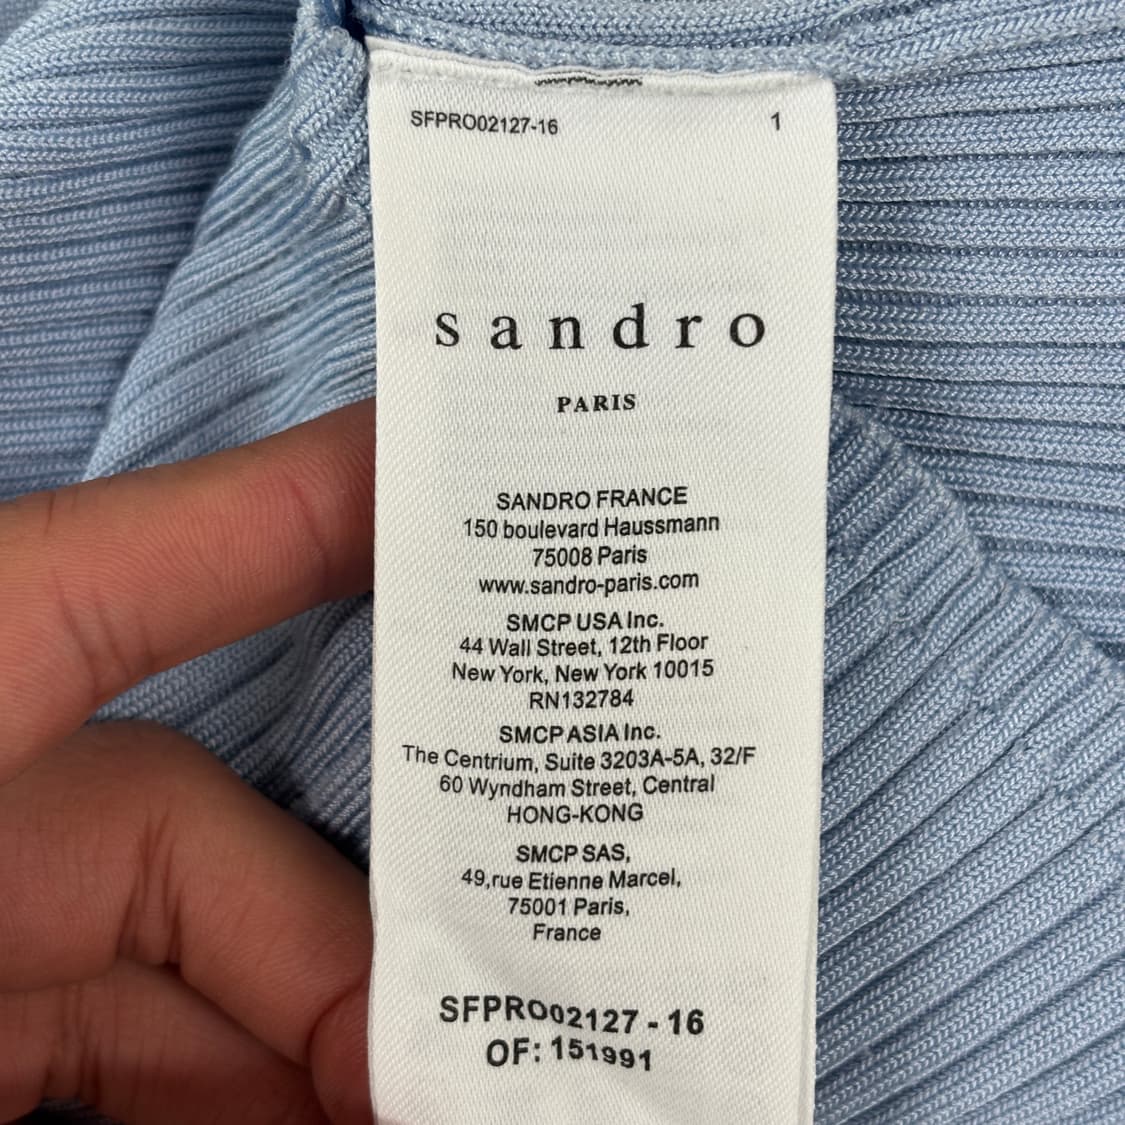 SFPRO02127-16 1
sandro
PARIS
SANDRO FRANCE
150 boulevard Haussmann
75008 Paris
www.sandro-paris.com
SMCP USA Inc.
44 Wall Street, 12th Floor
New York, New York 10015
RN132784
SMCP ASIA Inc.
The Centrium, Suite 3203A-5A, 32/F
60 Wyndham Street, Central
HONG-KONG
SMCP SAS,
49,rue Etienne Marcel,
75001 Paris,
France
SFPRO02127 - 16
OF: 151991